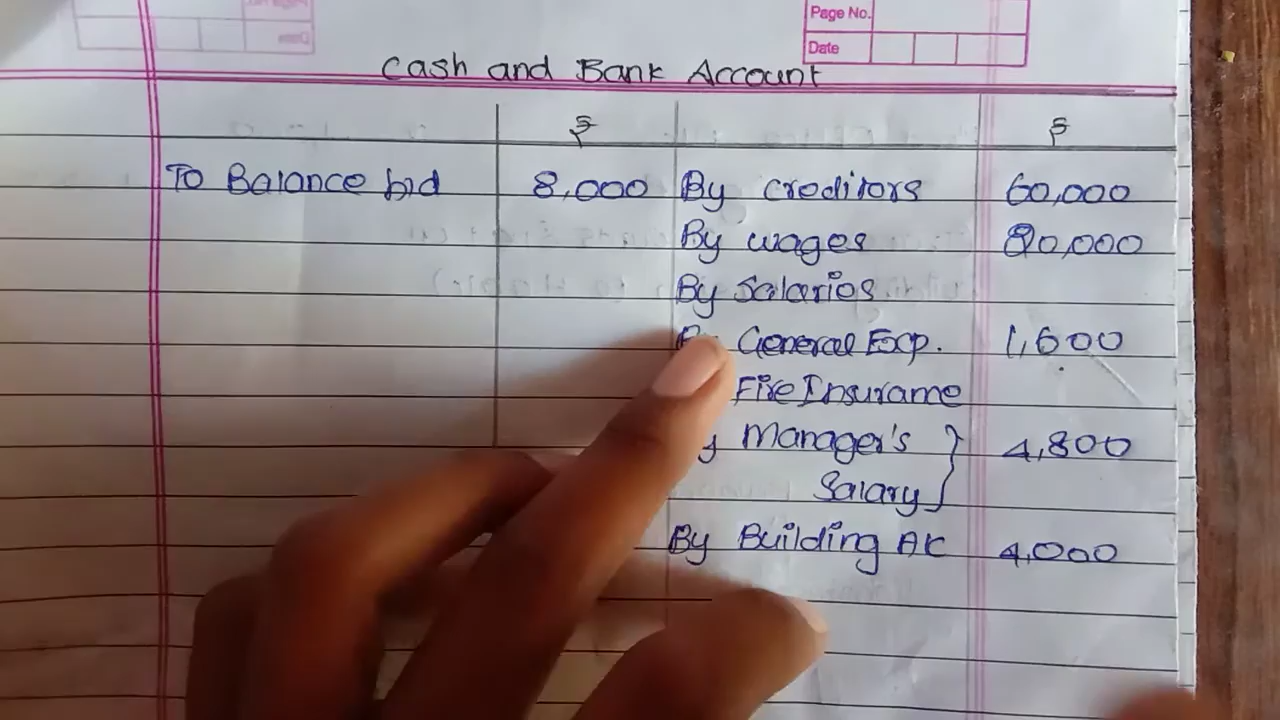 Page No.
Date
Cash and Bank Account
₹ ₹
To Balance b/d 8,000 By creditors 60,000
By wages 80,000
By Salaries
General Exp. 1,600
Fire Insurame
Manager's } 4,800
Salary
By Building A/c 4,000